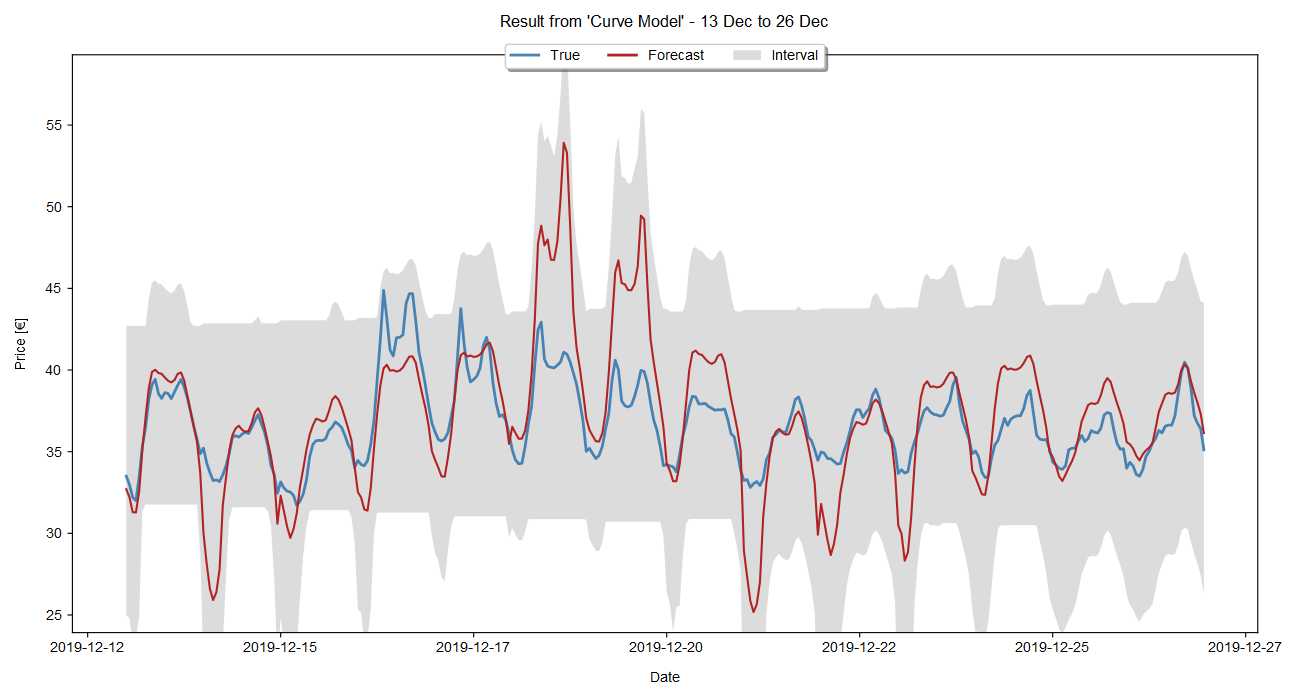 Result from 'Curve Model' - 13 Dec to 26 Dec
True Forecast Interval
55
50
45
40
35
30
25
Price [€]
2019-12-12 2019-12-15 2019-12-17 2019-12-20 2019-12-22 2019-12-25 2019-12-27
Date